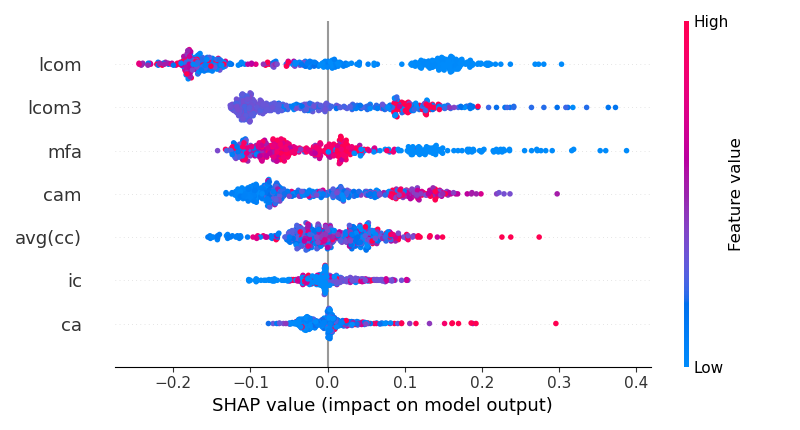 High
lcom
lcom3
mfa
cam
avg(cc)
ic
ca
Feature value
Low
−0.2 −0.1 0.0 0.1 0.2 0.3 0.4
SHAP value (impact on model output)